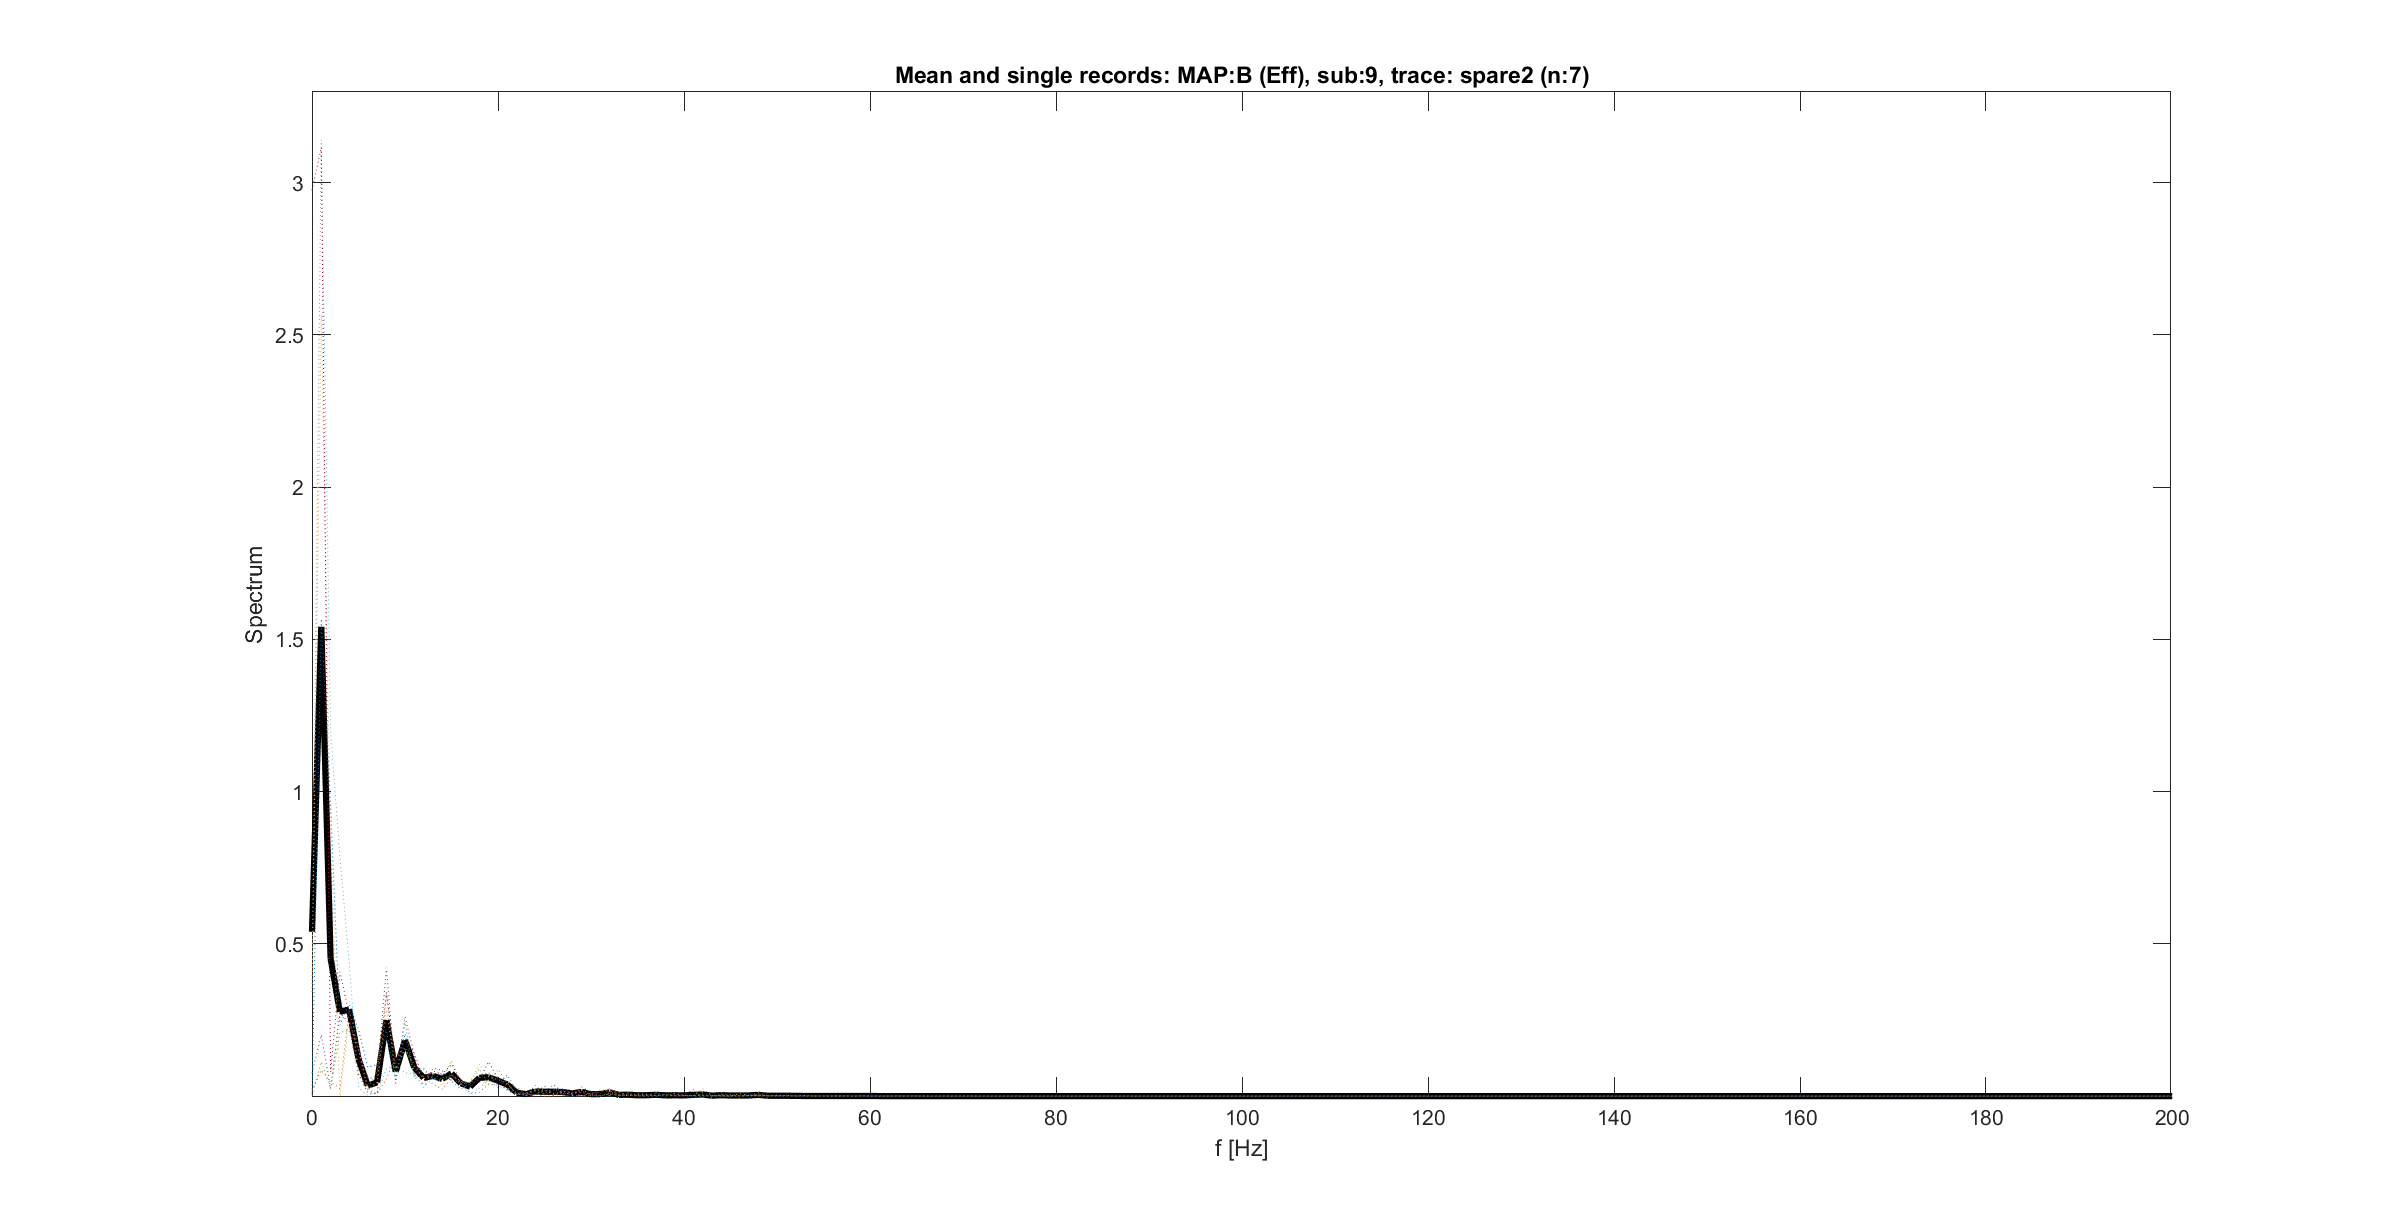 Mean and single records: MAP:B (Eff), sub:9, trace: spare2 (n:7)
3
2.5
2
1.5
1
0.5
Spectrum
0 20 40 60 80 100 120 140 160 180 200
f [Hz]